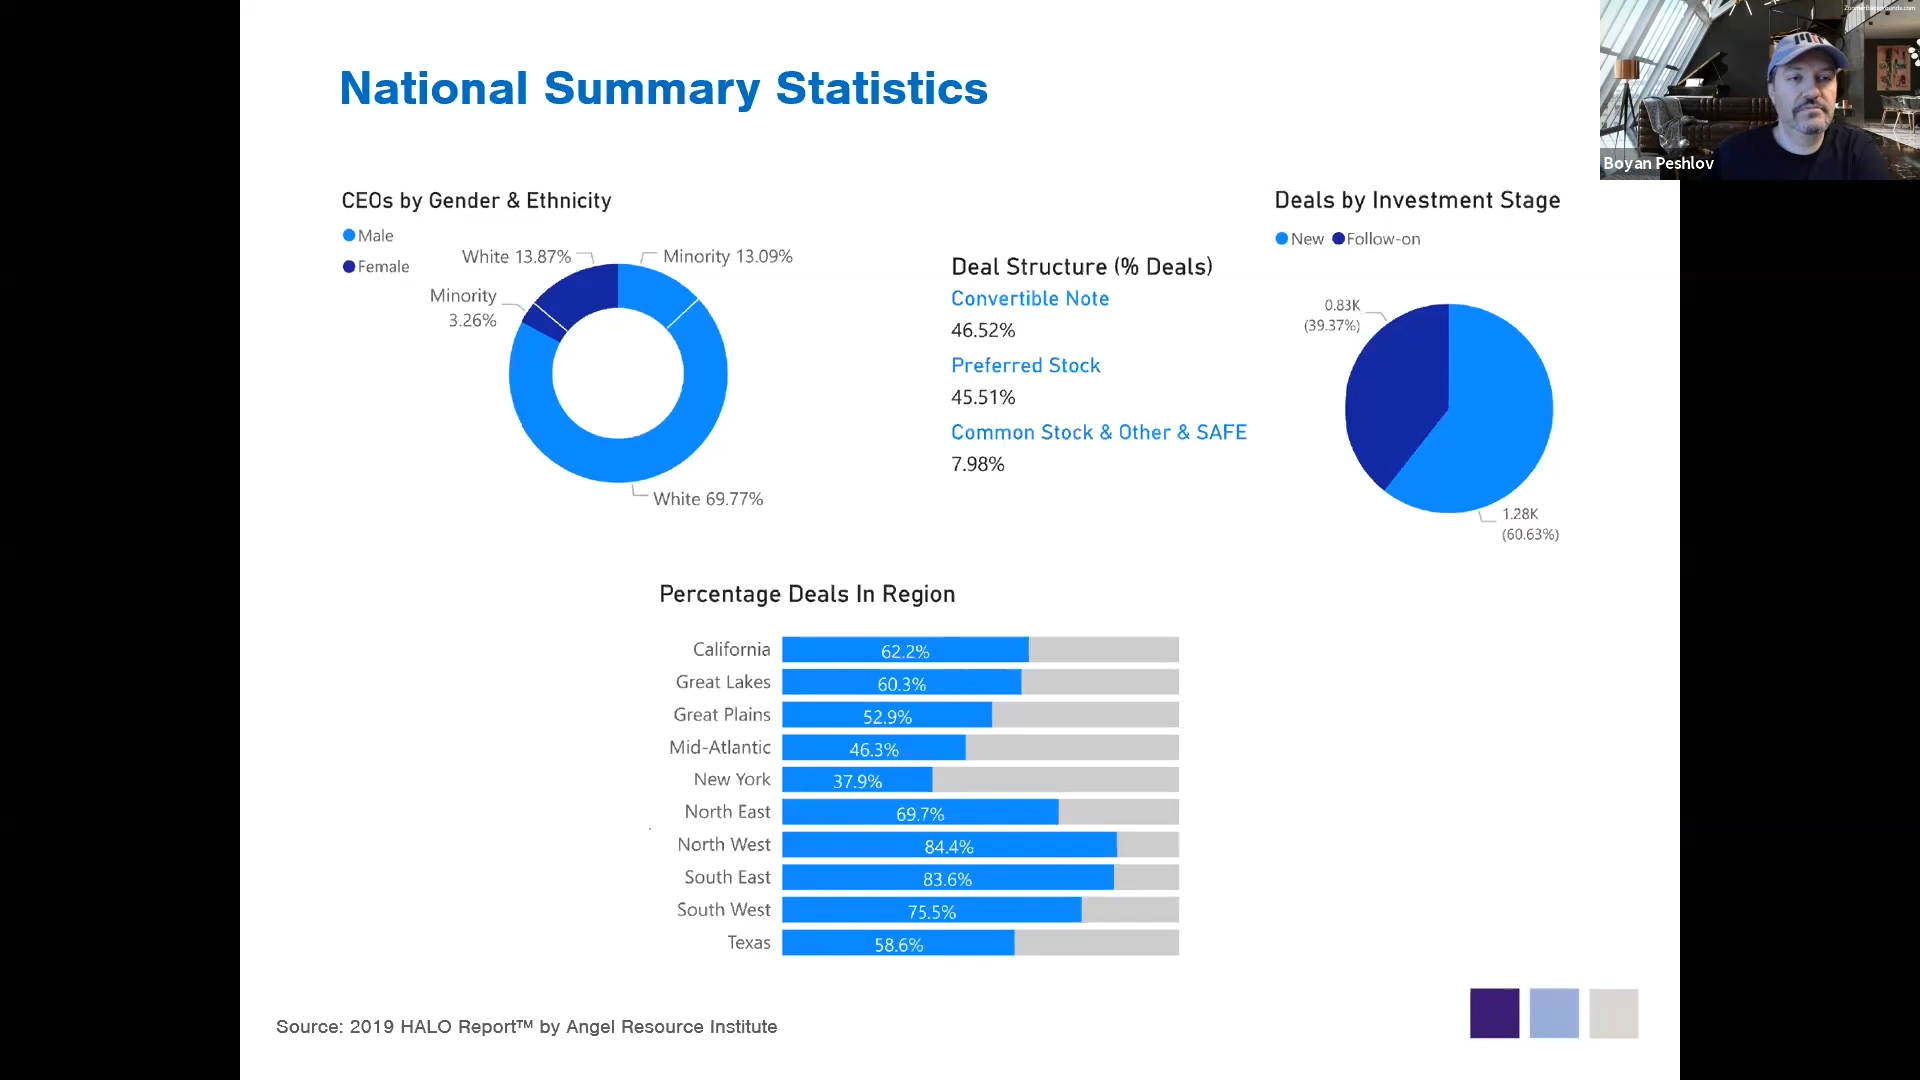 National Summary Statistics
ZoomerBackgrounds.com
Boyan Peshlov
CEOs by Gender & Ethnicity
Male
Female
White 13.87%
Minority 13.09%
Minority
3.26%
White 69.77%
Deal Structure (% Deals)
Convertible Note
46.52%
Preferred Stock
45.51%
Common Stock & Other & SAFE
7.98%
Deals by Investment Stage
New Follow-on
0.83K
(39.37%)
1.28K
(60.63%)
Percentage Deals In Region
California 62.2%
Great Lakes 60.3%
Great Plains 52.9%
Mid-Atlantic 46.3%
New York 37.9%
North East 69.7%
North West 84.4%
South East 83.6%
South West 75.5%
Texas 58.6%
Source: 2019 HALO Report™ by Angel Resource Institute